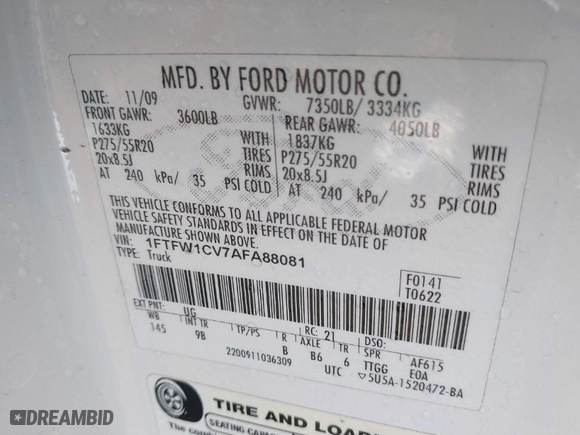 MFD. BY FORD MOTOR CO.
DATE: 11/09 GVWR: 7350LB/ 3334KG
FRONT GAWR: 3600LB REAR GAWR: 4050LB
1633KG WITH 1837KG WITH
P275/55R20 TIRES P275/55R20 TIRES
20x8.5J RIMS 20x8.5J RIMS
AT 240 kPa/ 35 PSI COLD AT 240 kPa/ 35 PSI COLD
THIS VEHICLE CONFORMS TO ALL APPLICABLE FEDERAL MOTOR
VEHICLE SAFETY STANDARDS IN EFFECT ON THE DATE OF
MANUFACTURE SHOWN ABOVE.
VIN: 1FTFW1CV7AFA88081
TYPE: Truck
F0141
T0622
EXT PNT: UG RC: 21 DSO:
WB INT TR TP/PS R AXLE TR SPR AF615
145 9B B B6 6 TTGG E0A
2200911036309 UTC 5U5A-1520472-BA
TIRE AND LOAD
SEATING
The
DREAMBID